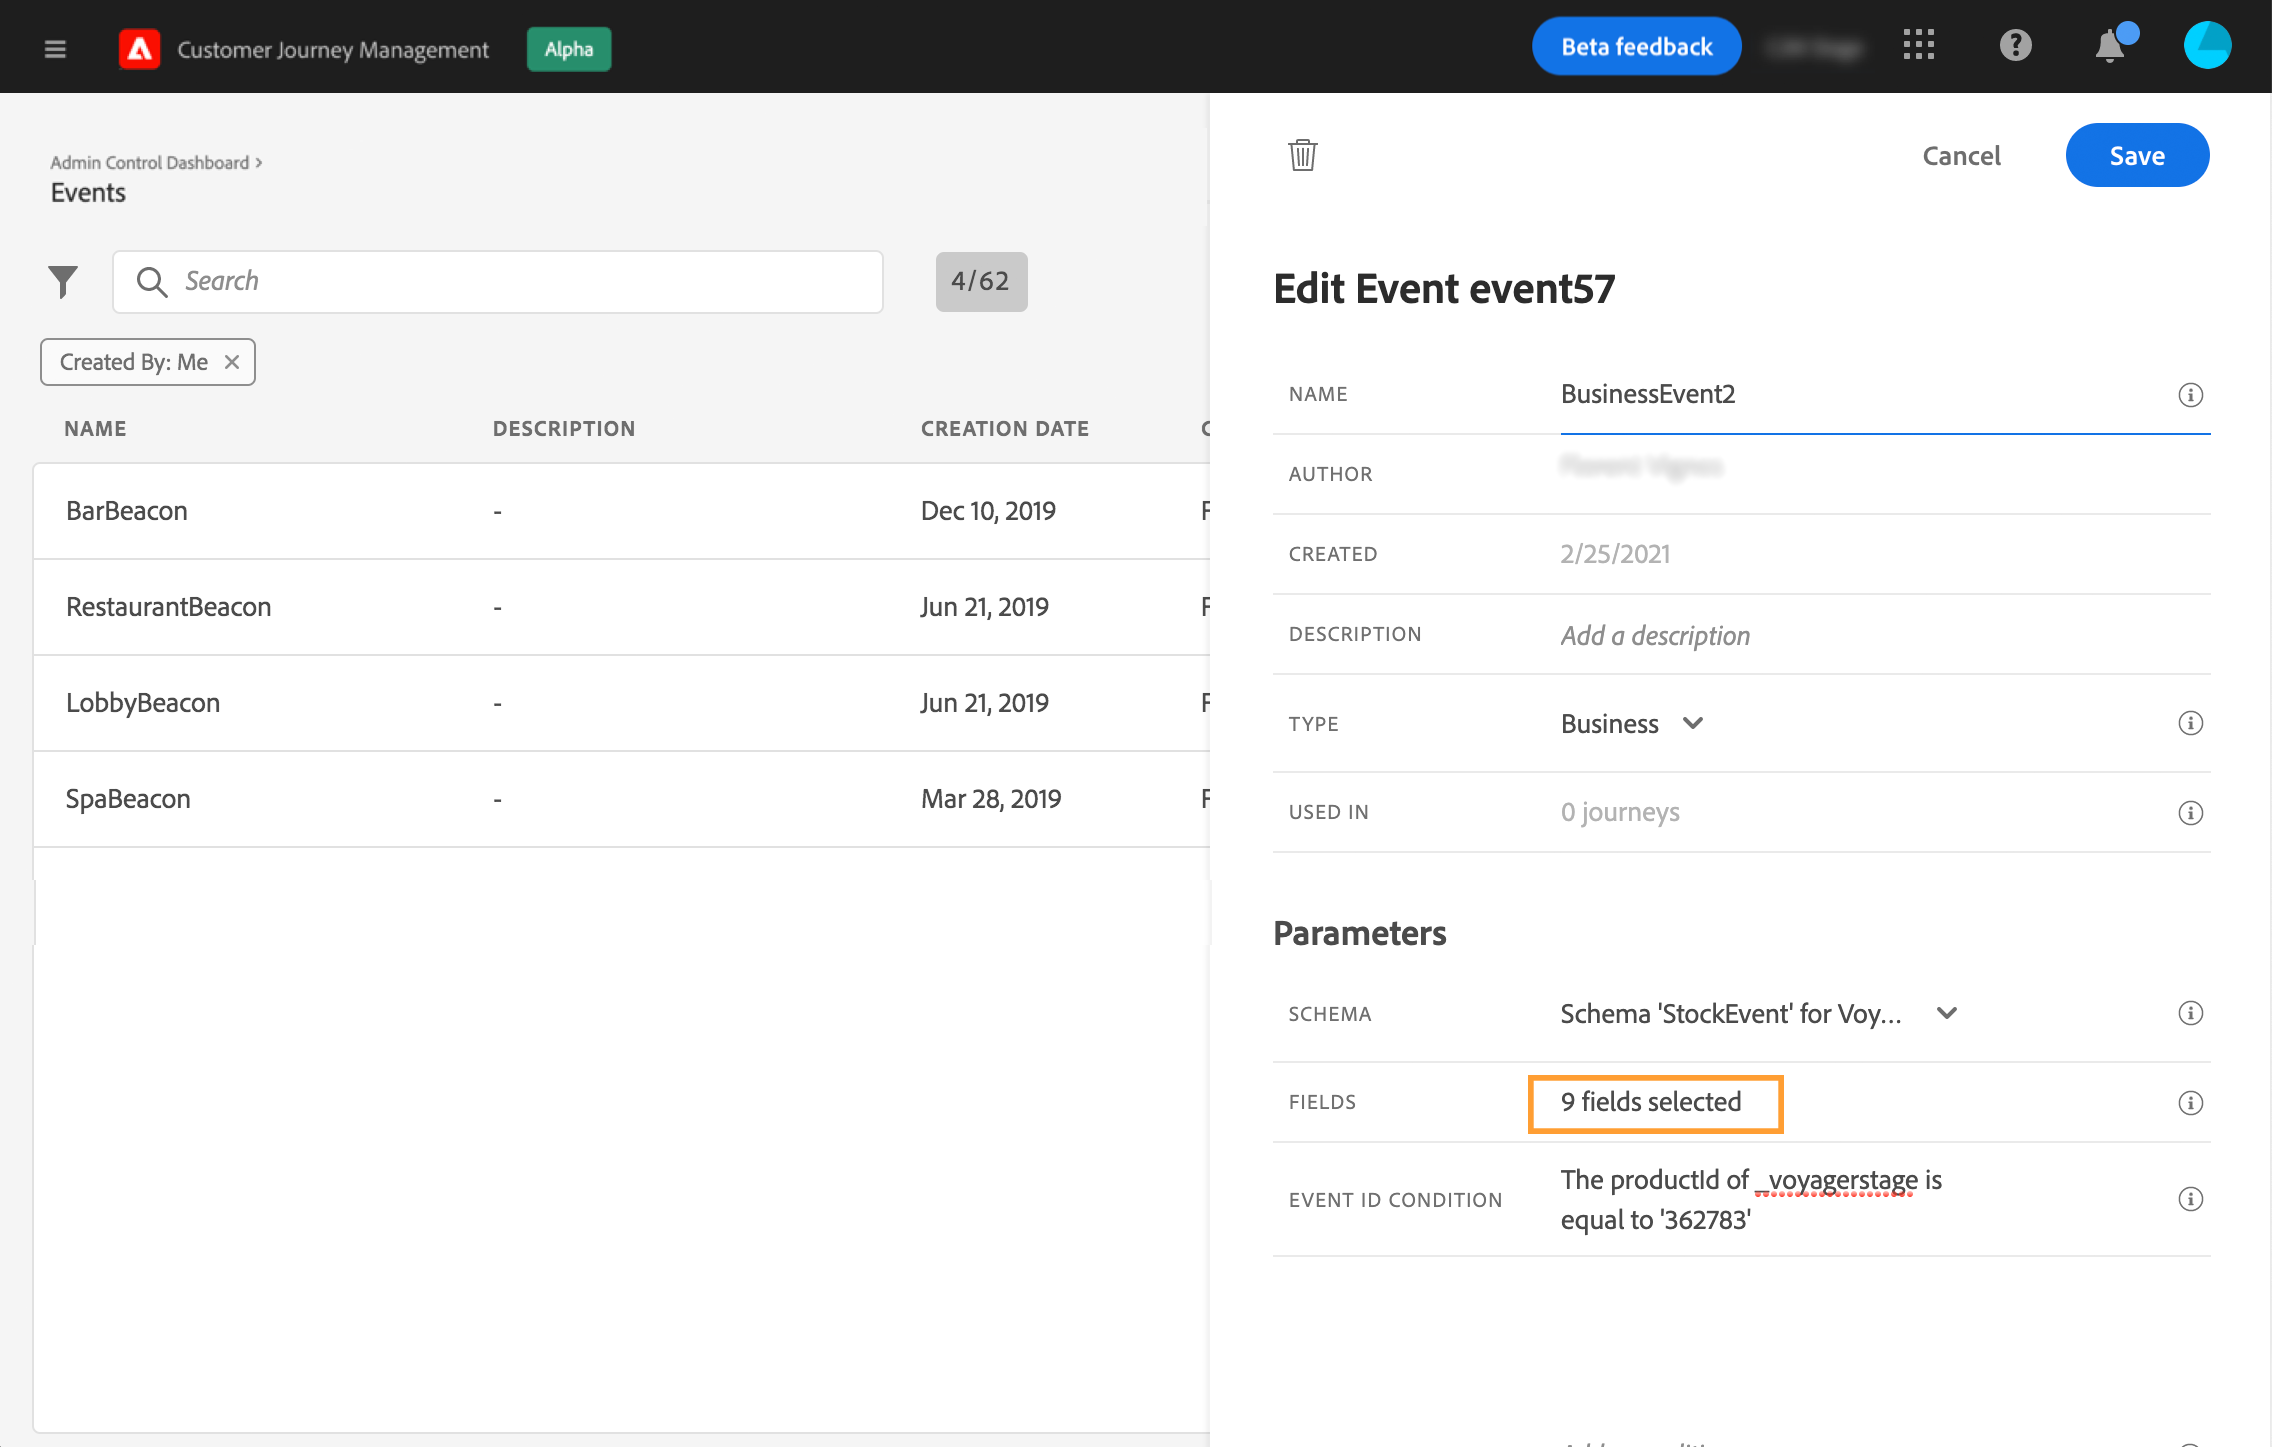 Customer Journey Management
Alpha
Beta feedback
Admin Control Dashboard >
Events
Search
4/62
Created By: Me ×
NAME DESCRIPTION CREATION DATE
BarBeacon - Dec 10, 2019
RestaurantBeacon - Jun 21, 2019
LobbyBeacon - Jun 21, 2019
SpaBeacon - Mar 28, 2019
Cancel
Save
Edit Event event57
NAME BusinessEvent2
AUTHOR
CREATED 2/25/2021
DESCRIPTION Add a description
TYPE Business
USED IN 0 journeys
Parameters
SCHEMA Schema 'StockEvent' for Voy...
FIELDS 9 fields selected
EVENT ID CONDITION The productId of _voyagerstage is
equal to '362783'